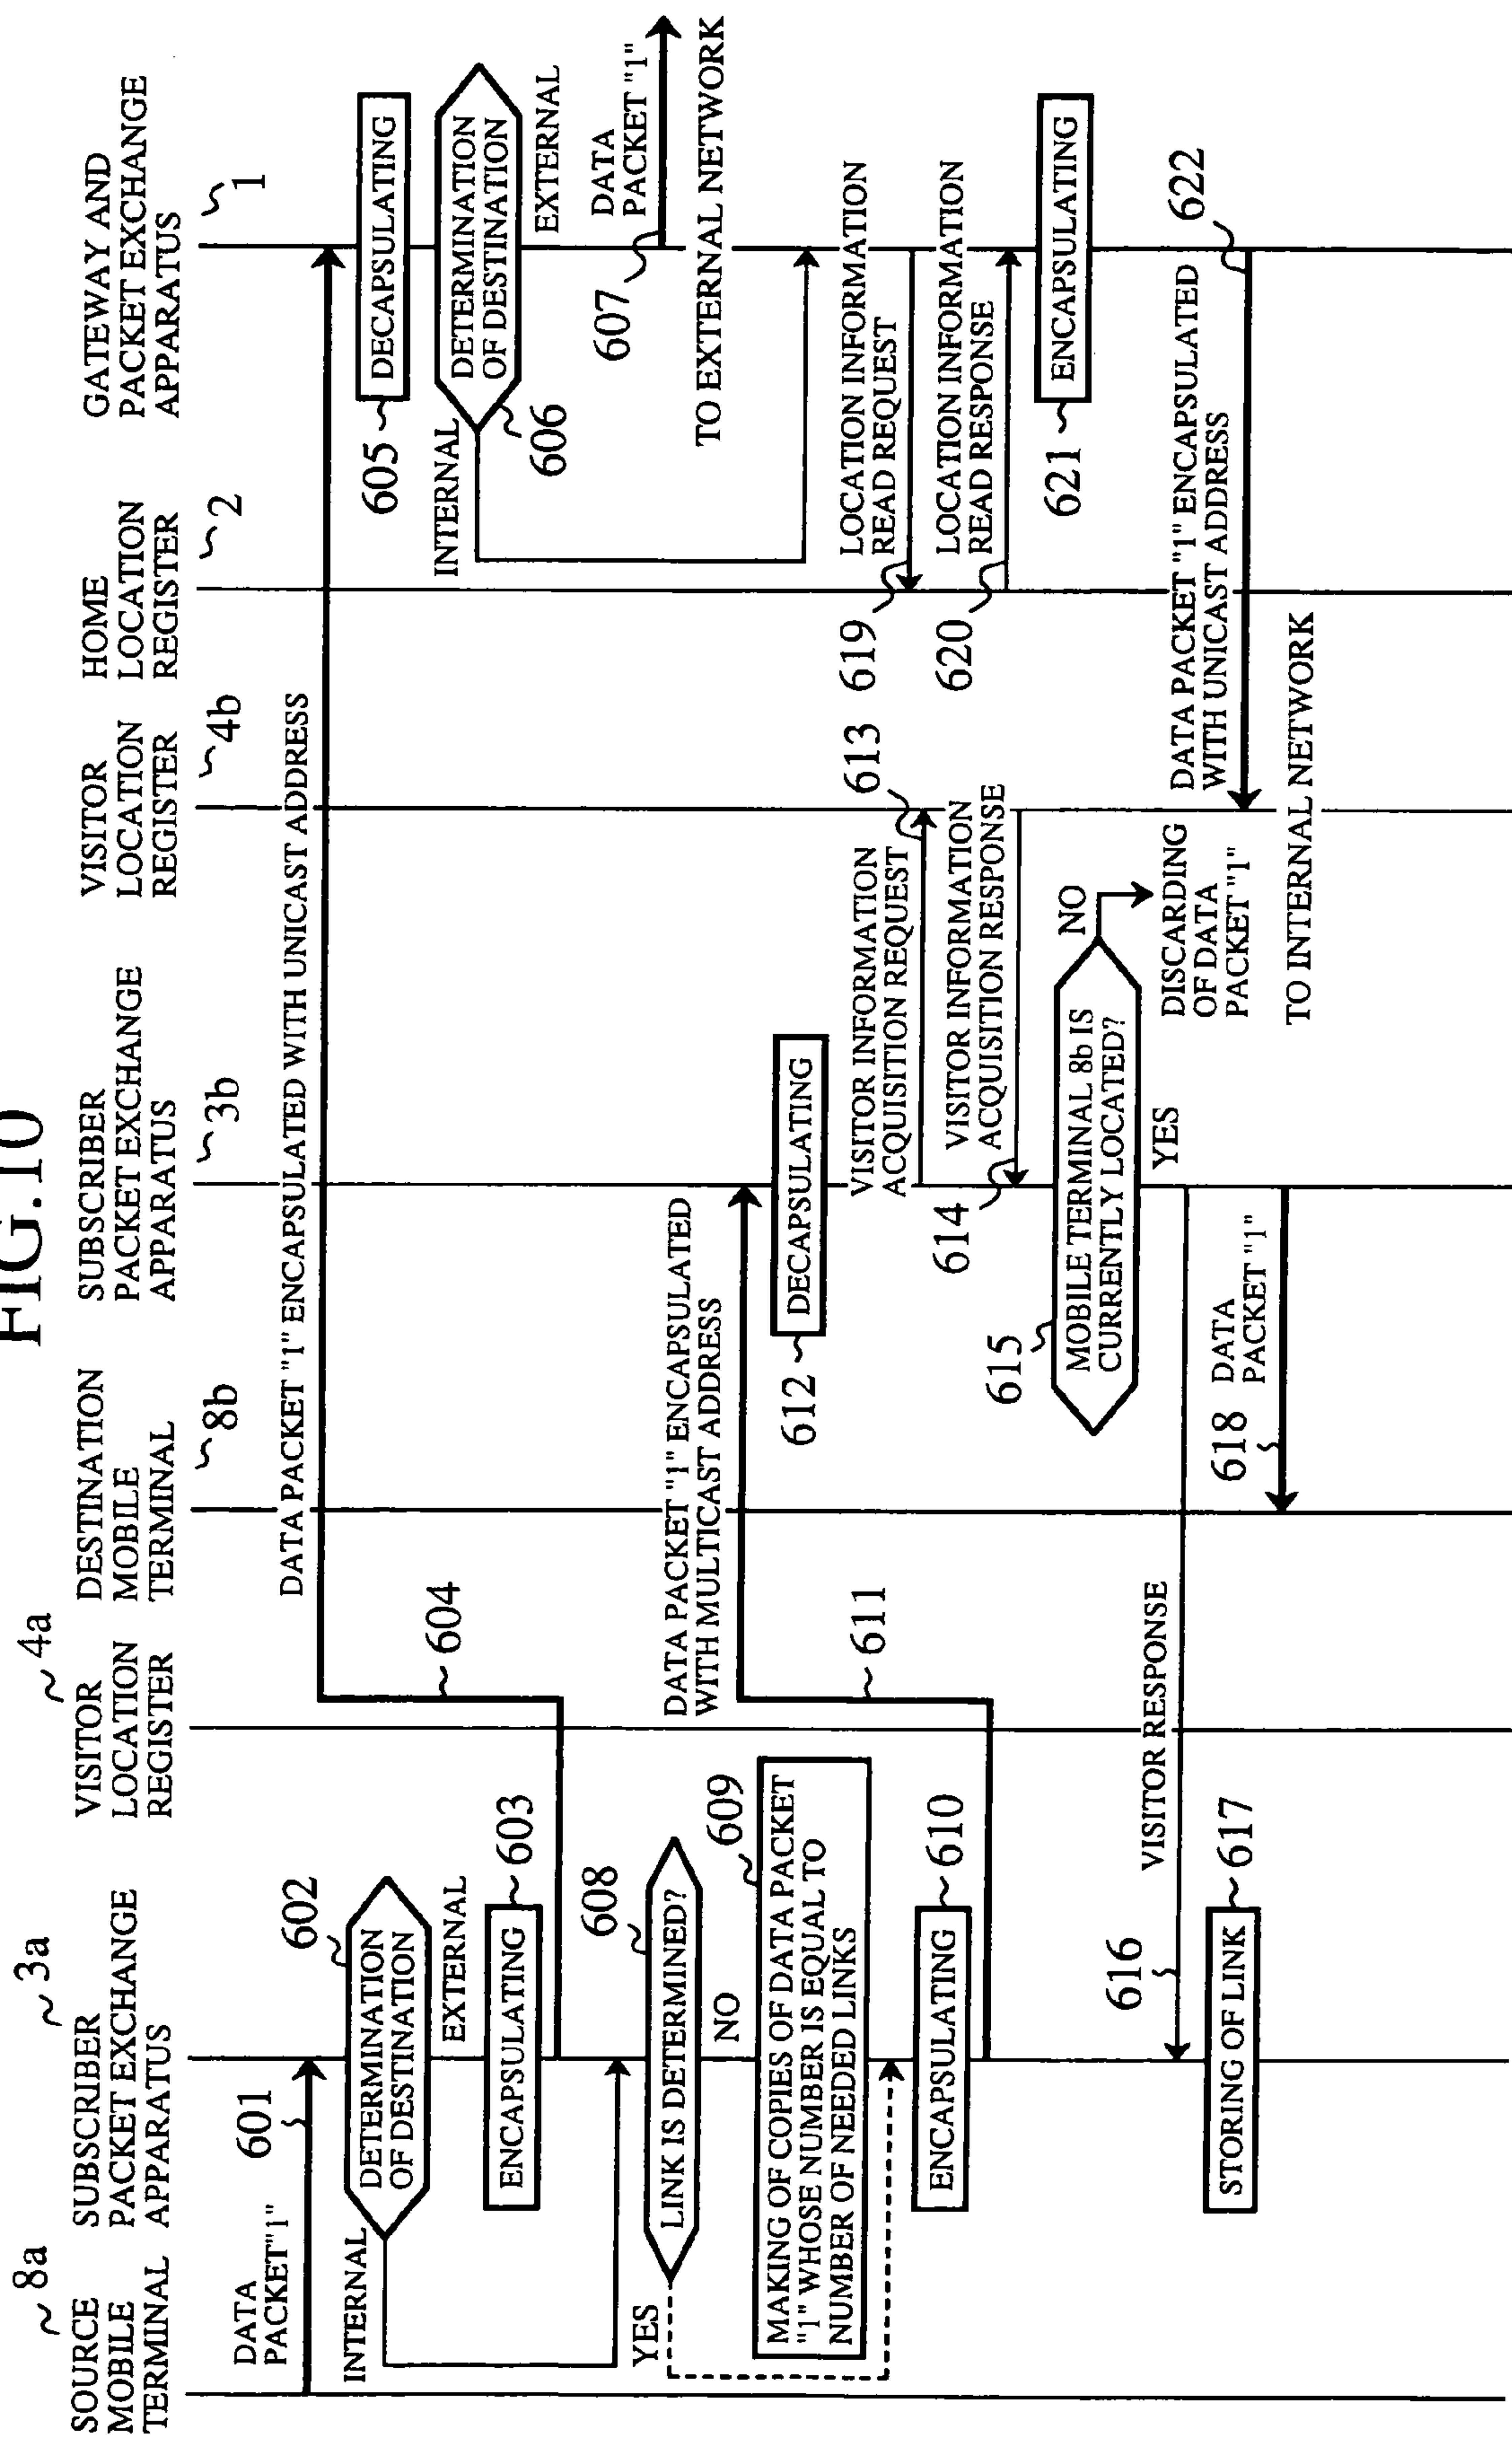 FIG.10
8a
SOURCE
MOBILE
TERMINAL
3a
SUBSCRIBER
PACKET EXCHANGE
APPARATUS
4a
VISITOR
LOCATION
REGISTER
DESTINATION
MOBILE
TERMINAL
8b
SUBSCRIBER
PACKET EXCHANGE
APPARATUS
3b
VISITOR
LOCATION
REGISTER
4b
HOME
LOCATION
REGISTER
2
GATEWAY AND
PACKET EXCHANGE
APPARATUS
1
DATA
PACKET"1"
601
DETERMINATION
OF DESTINATION
602
INTERNAL
EXTERNAL
ENCAPSULATING
603
604
DATA PACKET "1" ENCAPSULATED WITH UNICAST ADDRESS
605
DECAPSULATING
DETERMINATION
OF DESTINATION
606
INTERNAL
EXTERNAL
607
DATA
PACKET "1"
TO EXTERNAL NETWORK
LINK IS DETERMINED?
608
YES
NO
609
MAKING OF COPIES OF DATA PACKET
"1" WHOSE NUMBER IS EQUAL TO
NUMBER OF NEEDED LINKS
ENCAPSULATING
610
611
DATA PACKET "1" ENCAPSULATED
WITH MULTICAST ADDRESS
612
DECAPSULATING
VISITOR INFORMATION
ACQUISITION REQUEST
613
VISITOR INFORMATION
ACQUISITION RESPONSE
614
615
MOBILE TERMINAL 8b IS
CURRENTLY LOCATED?
NO
DISCARDING
OF DATA
PACKET "1"
YES
VISITOR RESPONSE
616
STORING OF LINK
617
618
DATA
PACKET "1"
LOCATION INFORMATION
READ REQUEST
619
LOCATION INFORMATION
READ RESPONSE
620
621
ENCAPSULATING
622
DATA PACKET "1" ENCAPSULATED
WITH UNICAST ADDRESS
TO INTERNAL NETWORK